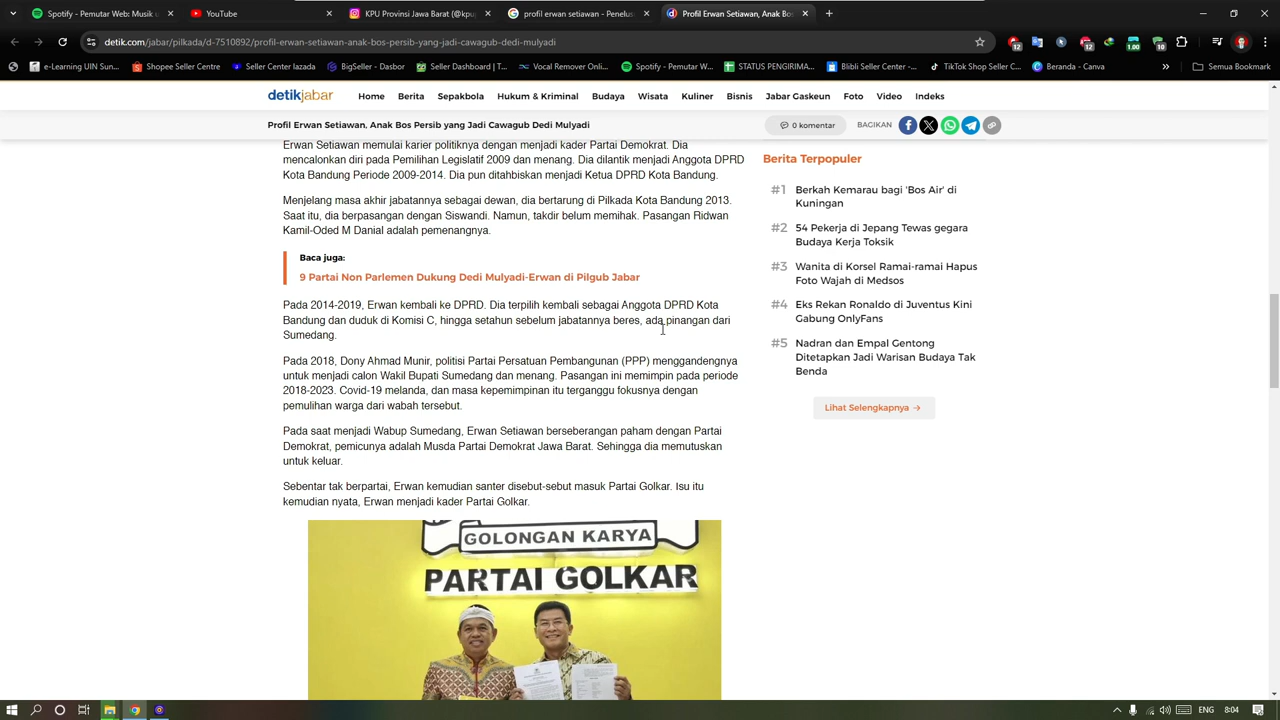 Spotify - Pemutar Web: Musik u
YouTube
KPU Provinsi Jawa Barat (@kpu
profil erwan setiawan - Penelus
Profil Erwin Setiawan, Anak Bos
detik.com/jabar/pilkada/d-7510892/profil-erwan-setiawan-anak-bos-persib-yang-jadi-cawagub-dedi-mulyadi
12
12
1.00
10
e-Learning UIN Sun...
Shopee Seller Centre
Seller Center lazada
BigSeller - Dasbor
Seller Dashboard | T...
Vocal Remover Onli...
Spotify - Pemutar W...
STATUS PENGIRIMA...
Blibli Seller Center -...
TikTok Shop Seller C...
Beranda - Canva
»
Semua Bookmark
detikjabar
Home
Berita
Sepakbola
Hukum & Kriminal
Budaya
Wisata
Kuliner
Bisnis
Jabar Gaskeun
Foto
Video
Indeks
Profil Erwan Setiawan, Anak Bos Persib yang Jadi Cawagub Dedi Mulyadi
0 komentar
BAGIKAN
Erwan Setiawan memulai karier politiknya dengan menjadi kader Partai Demokrat. Dia
mencalonkan diri pada Pemilihan Legislatif 2009 dan menang. Dia dilantik menjadi Anggota DPRD
Kota Bandung Periode 2009-2014. Dia pun ditahbiskan menjadi Ketua DPRD Kota Bandung.
Menjelang masa akhir jabatannya sebagai dewan, dia bertarung di Pilkada Kota Bandung 2013.
Saat itu, dia berpasangan dengan Siswandi. Namun, takdir belum memihak. Pasangan Ridwan
Kamil-Oded M Danial adalah pemenangnya.
Baca juga:
9 Partai Non Parlemen Dukung Dedi Mulyadi-Erwan di Pilgub Jabar
Pada 2014-2019, Erwan kembali ke DPRD. Dia terpilih kembali sebagai Anggota DPRD Kota
Bandung dan duduk di Komisi C, hingga setahun sebelum jabatannya beres, ada pinangan dari
Sumedang.
Pada 2018, Dony Ahmad Munir, politisi Partai Persatuan Pembangunan (PPP) menggandengnya
untuk menjadi calon Wakil Bupati Sumedang dan menang. Pasangan ini memimpin pada periode
2018-2023. Covid-19 melanda, dan masa kepemimpinan itu terganggu fokusnya dengan
pemulihan warga dari wabah tersebut.
Pada saat menjadi Wabup Sumedang, Erwan Setiawan berseberangan paham dengan Partai
Demokrat, pemicunya adalah Musda Partai Demokrat Jawa Barat. Sehingga dia memutuskan
untuk keluar.
Sebentar tak berpartai, Erwan kemudian santer disebut-sebut masuk Partai Golkar. Isu itu
kemudian nyata, Erwan menjadi kader Partai Golkar.
GOLONGAN KARYA
PARTAI GOLKAR
Berita Terpopuler
#1 Berkah Kemarau bagi 'Bos Air' di
Kuningan
#2 54 Pekerja di Jepang Tewas gegara
Budaya Kerja Toksik
#3 Wanita di Korsel Ramai-ramai Hapus
Foto Wajah di Medsos
#4 Eks Rekan Ronaldo di Juventus Kini
Gabung OnlyFans
#5 Nadran dan Empal Gentong
Ditetapkan Jadi Warisan Budaya Tak
Benda
Lihat Selengkapnya →
ENG
8:04